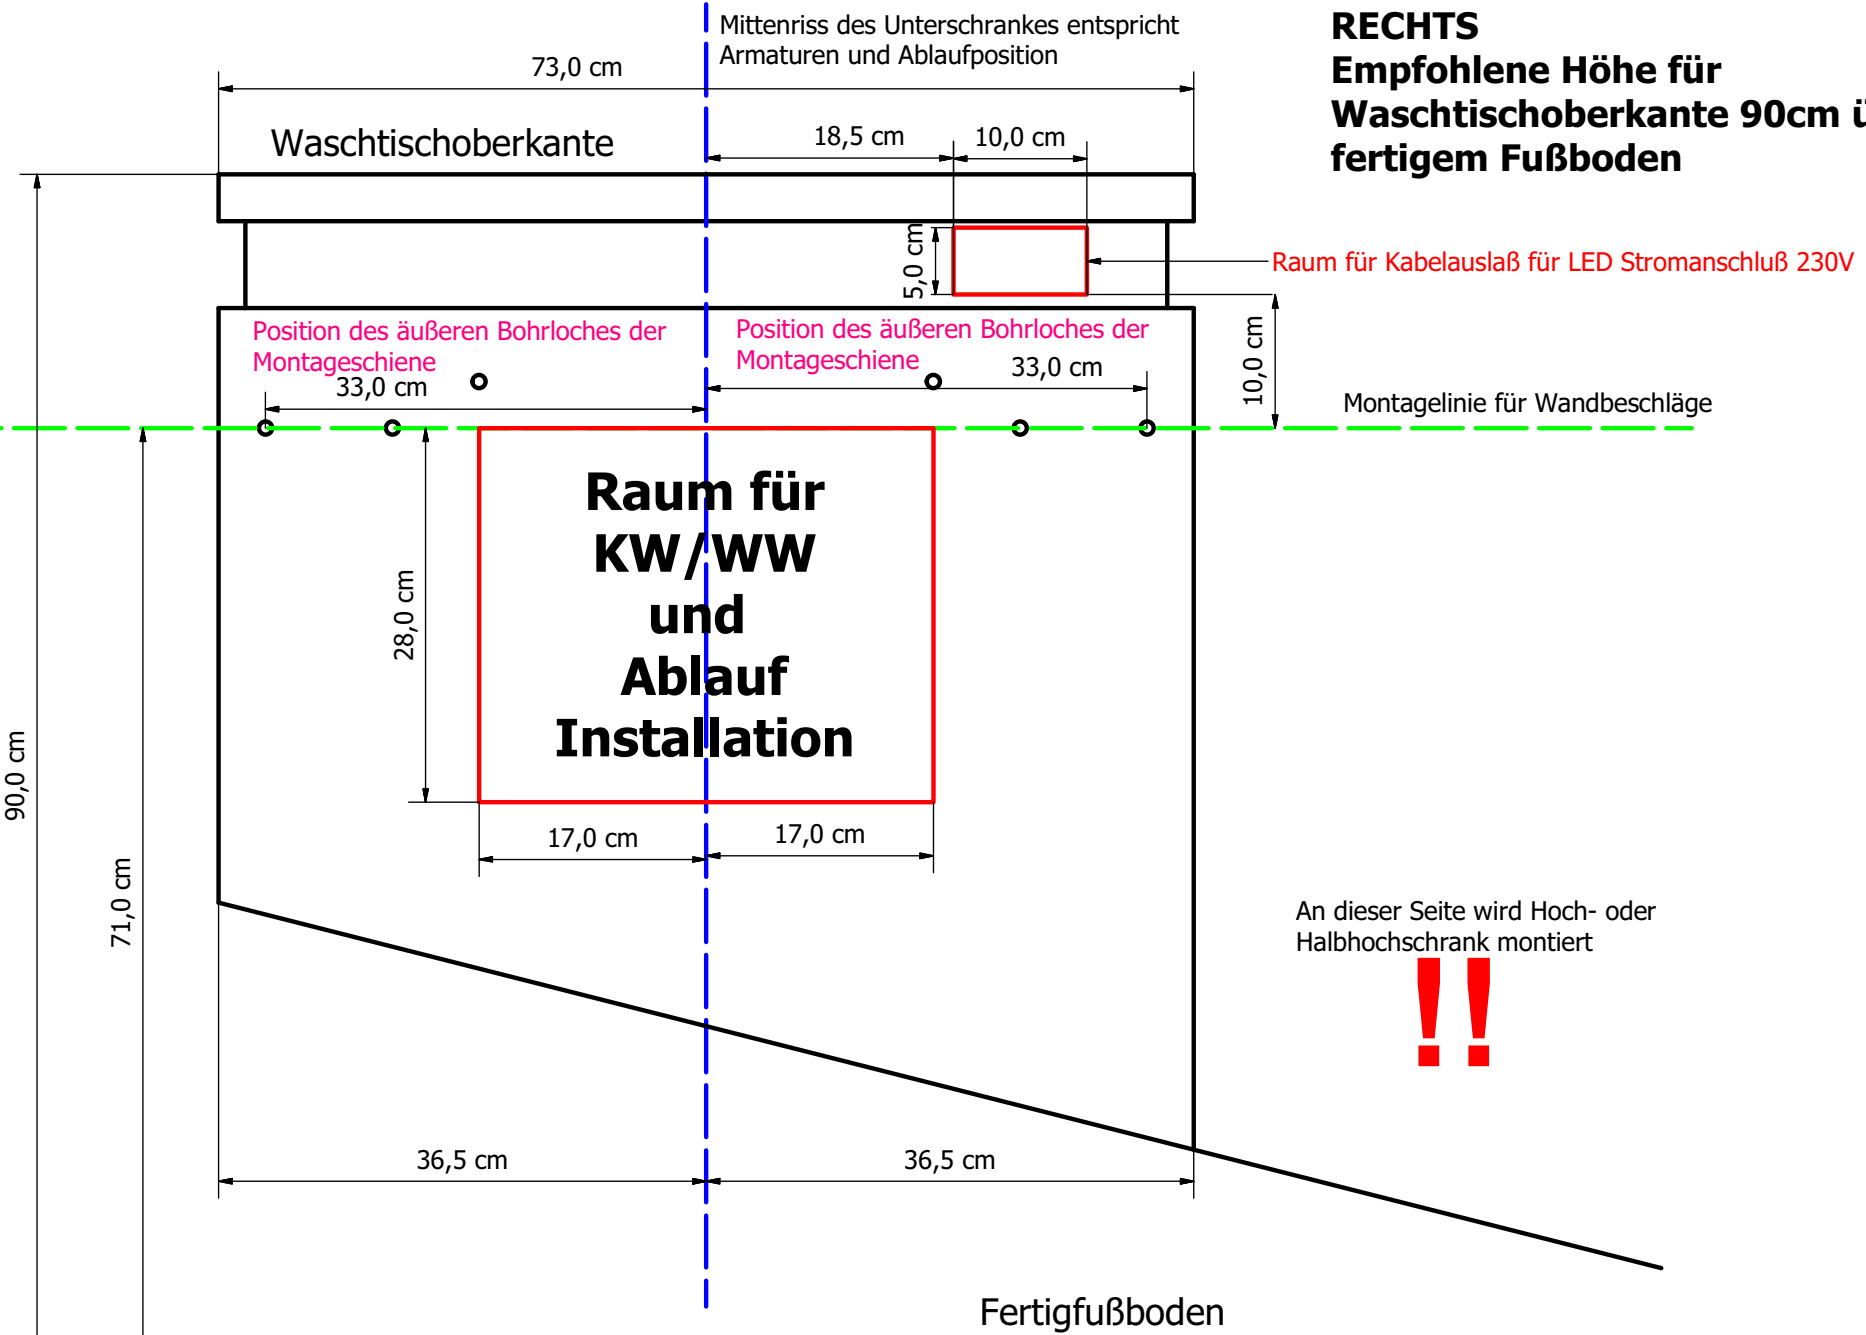 Mittenriss des Unterschrankes entspricht
Armaturen und Ablaufposition
RECHTS
Empfohlene Höhe für
Waschtischoberkante 90cm ü
fertigem Fußboden
73,0 cm
Waschtischoberkante
18,5 cm
10,0 cm
5,0 cm
Raum für Kabelauslaß für LED Stromanschluß 230V
Position des äußeren Bohrloches der
Montageschiene
Position des äußeren Bohrloches der
Montageschiene
33,0 cm
33,0 cm
10,0 cm
Montagelinie für Wandbeschläge
Raum für
KW/WW
und
Ablauf
Installation
28,0 cm
90,0 cm
17,0 cm
17,0 cm
71,0 cm
An dieser Seite wird Hoch- oder
Halbhochschrank montiert
!!
36,5 cm
36,5 cm
Fertigfußboden